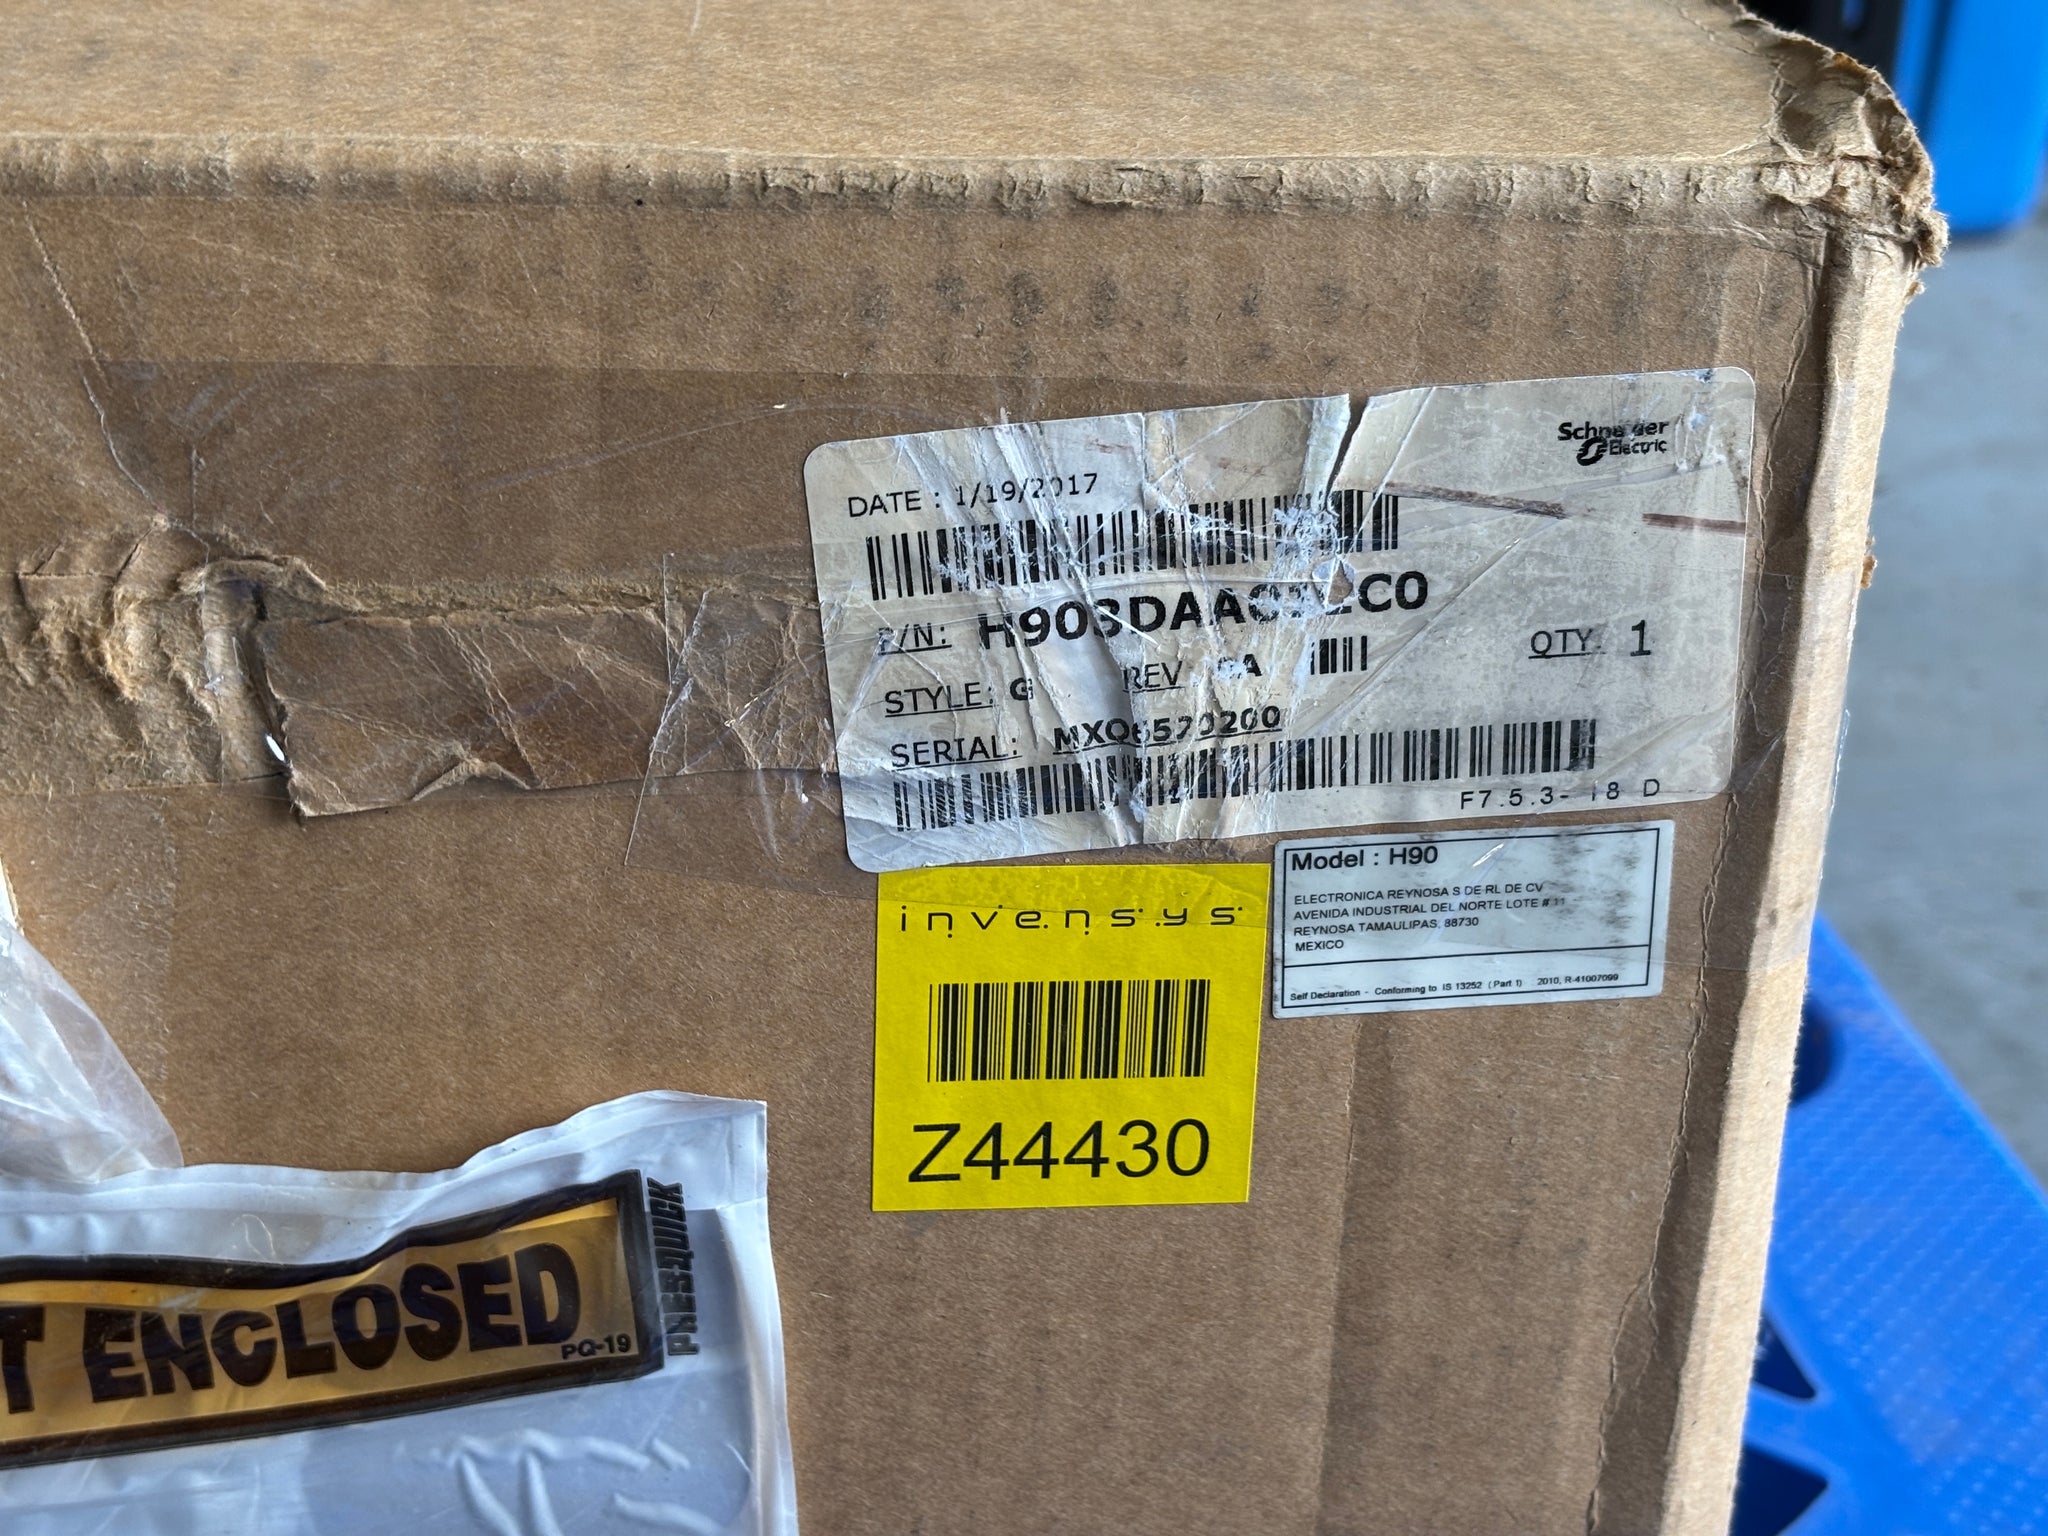 Schneider
Electric
DATE : 1/19/2017
P/N:
QTY: 1
STYLE: G
REV
SERIAL:
F7.5.3- 18 D
Model : H90
ELECTRONICA REYNOSA S DE RL DE CV
AVENIDA INDUSTRIAL DEL NORTE LOTE # 11
REYNOSA TAMAULIPAS, 88730
MEXICO
Self Declaration - Conforming to IS 13252 (Part 1) : 2010, R-41007099
invensys
Z44430
ENCLOSED
PQ-19
PRESQUICK